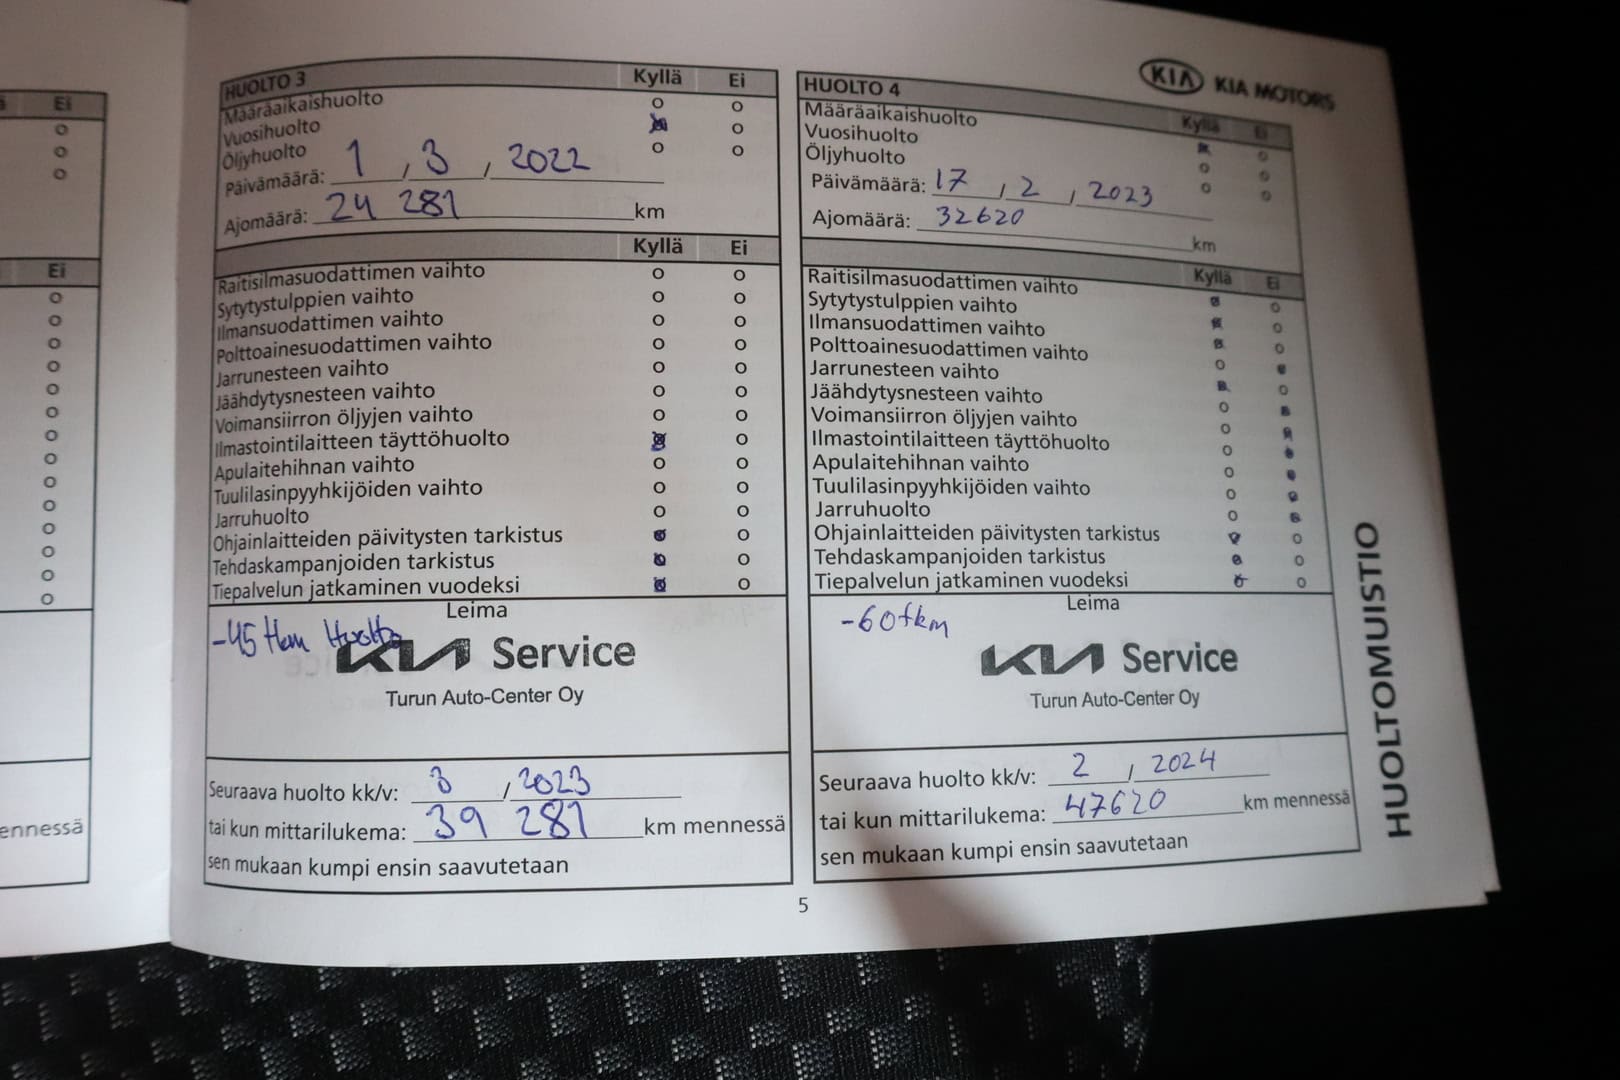 Ei
Ei
ennessä
HUOLTO 3 Kyllä Ei
Määräaikaishuolto
Vuosihuolto
Öljyhuolto
Päivämäärä: 1 , 3 , 2022
Ajomäärä: 24 281 km
Kyllä Ei
Raitisilmasuodattimen vaihto
Sytytystulppien vaihto
Ilmansuodattimen vaihto
Polttoainesuodattimen vaihto
Jarrunesteen vaihto
Jäähdytysnesteen vaihto
Voimansiirron öljyjen vaihto
Ilmastointilaitteen täyttöhuolto
Apulaitehihnan vaihto
Tuulilasinpyyhkijöiden vaihto
Jarruhuolto
Ohjainlaitteiden päivitysten tarkistus
Tehdaskampanjoiden tarkistus
Tiepalvelun jatkaminen vuodeksi
Leima
-45 tkm Huolto
KIA Service
Turun Auto-Center Oy
Seuraava huolto kk/v: 3 / 2023
tai kun mittarilukema: 39 281 km mennessä
sen mukaan kumpi ensin saavutetaan
KIA KIA MOTORS
HUOLTO 4 Kyllä Ei
Määräaikaishuolto
Vuosihuolto
Öljyhuolto
Päivämäärä: 17 , 2 , 2023
Ajomäärä: 32620 km
Kyllä Ei
Raitisilmasuodattimen vaihto
Sytytystulppien vaihto
Ilmansuodattimen vaihto
Polttoainesuodattimen vaihto
Jarrunesteen vaihto
Jäähdytysnesteen vaihto
Voimansiirron öljyjen vaihto
Ilmastointilaitteen täyttöhuolto
Apulaitehihnan vaihto
Tuulilasinpyyhkijöiden vaihto
Jarruhuolto
Ohjainlaitteiden päivitysten tarkistus
Tehdaskampanjoiden tarkistus
Tiepalvelun jatkaminen vuodeksi
Leima
-60tkm
KIA Service
Turun Auto-Center Oy
Seuraava huolto kk/v: 2 / 2024
tai kun mittarilukema: 47620 km mennessä
sen mukaan kumpi ensin saavutetaan
HUOLTOMUISTIO
5